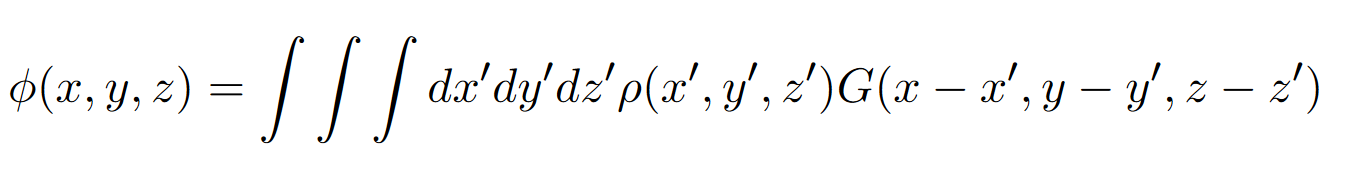 ϕ(x, y, z) = ∫ ∫ ∫ dx′dy′dz′ρ(x′, y′, z′)G(x − x′, y − y′, z − z′)